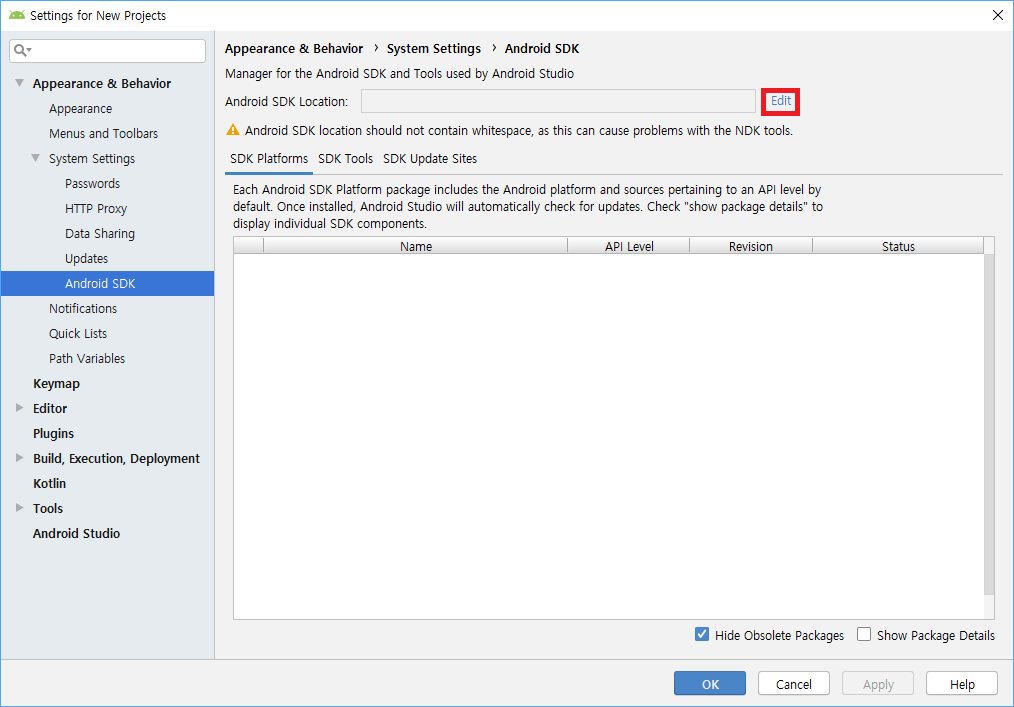 Settings for New Projects
Appearance & Behavior
Appearance
Menus and Toolbars
System Settings
Passwords
HTTP Proxy
Data Sharing
Updates
Android SDK
Notifications
Quick Lists
Path Variables
Keymap
Editor
Plugins
Build, Execution, Deployment
Kotlin
Tools
Android Studio
Appearance & Behavior › System Settings › Android SDK
Manager for the Android SDK and Tools used by Android Studio
Android SDK Location: Edit
Android SDK location should not contain whitespace, as this can cause problems with the NDK tools.
SDK Platforms SDK Tools SDK Update Sites
Each Android SDK Platform package includes the Android platform and sources pertaining to an API level by
default. Once installed, Android Studio will automatically check for updates. Check "show package details" to
display individual SDK components.
Name API Level Revision Status
Hide Obsolete Packages Show Package Details
OK Cancel Apply Help